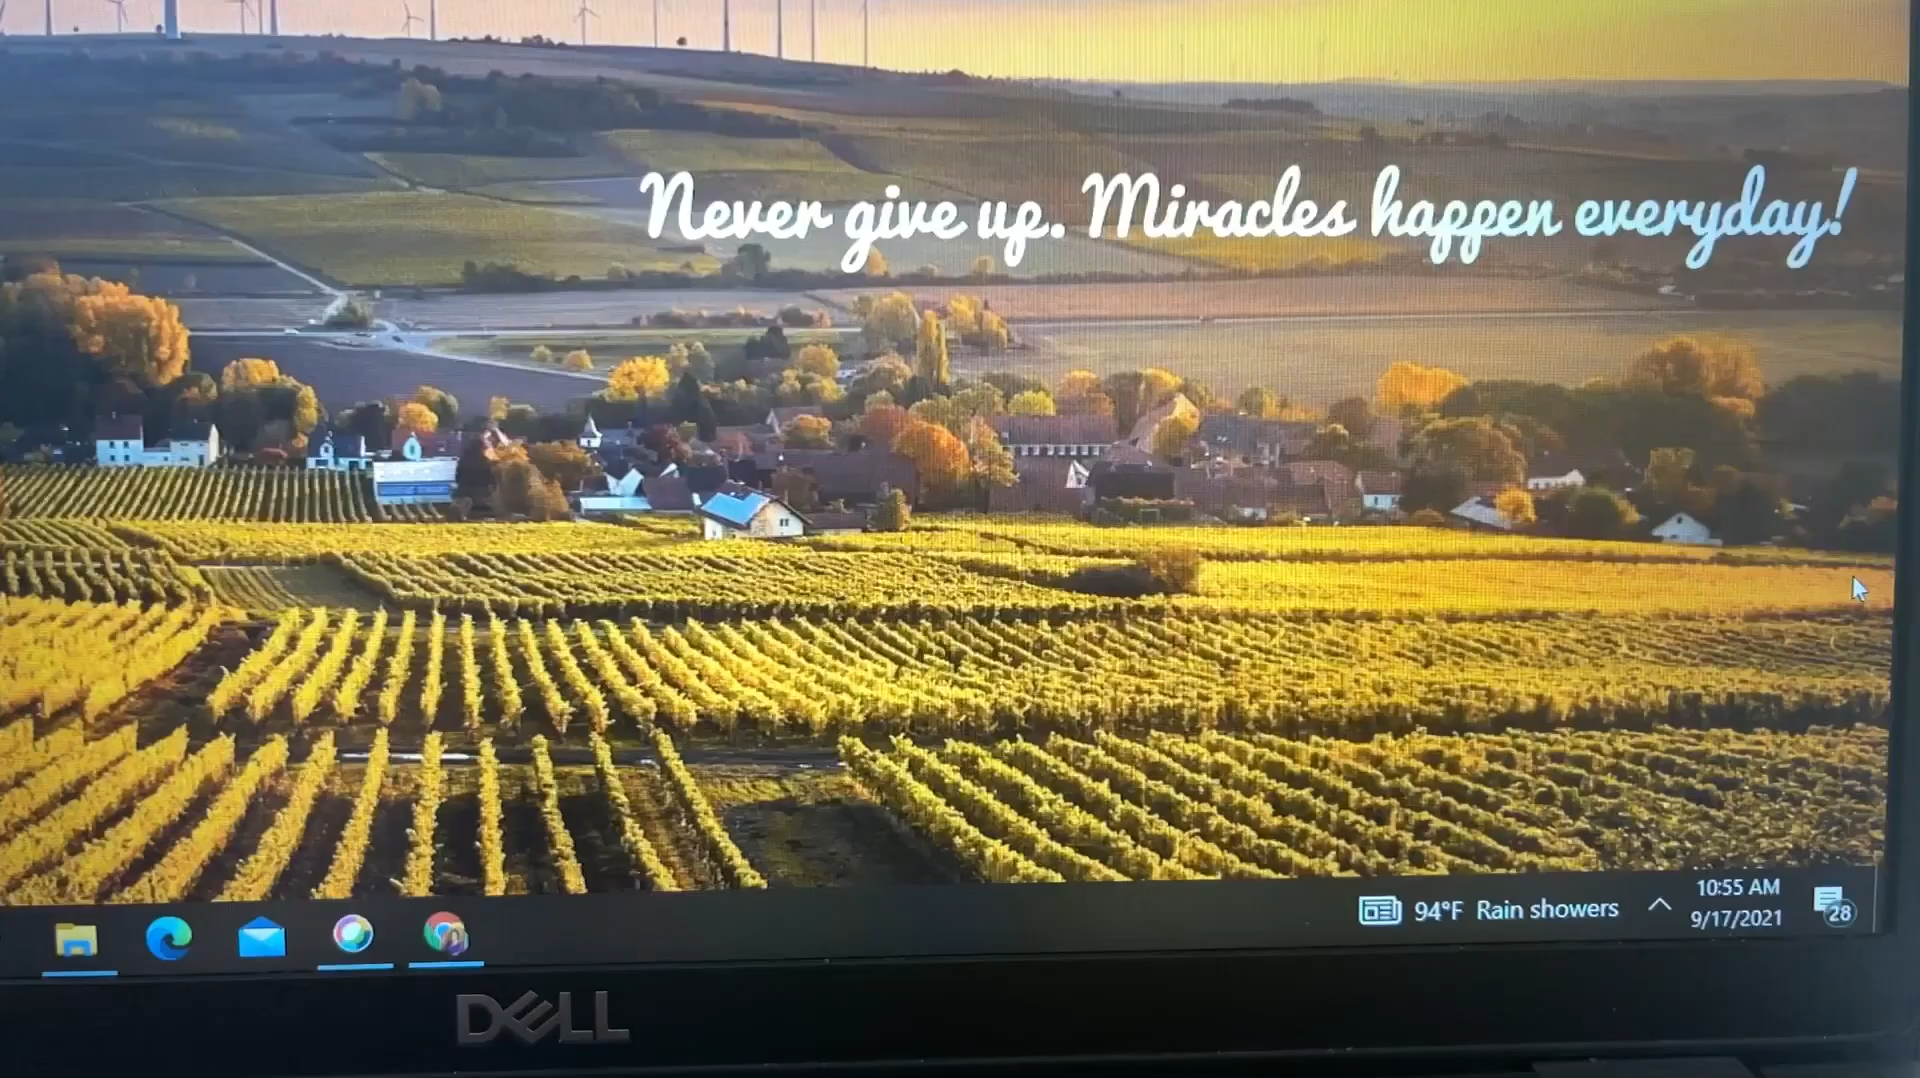 Never give up. Miracles happen everyday!
94°F Rain showers
10:55 AM
9/17/2021
28
DELL